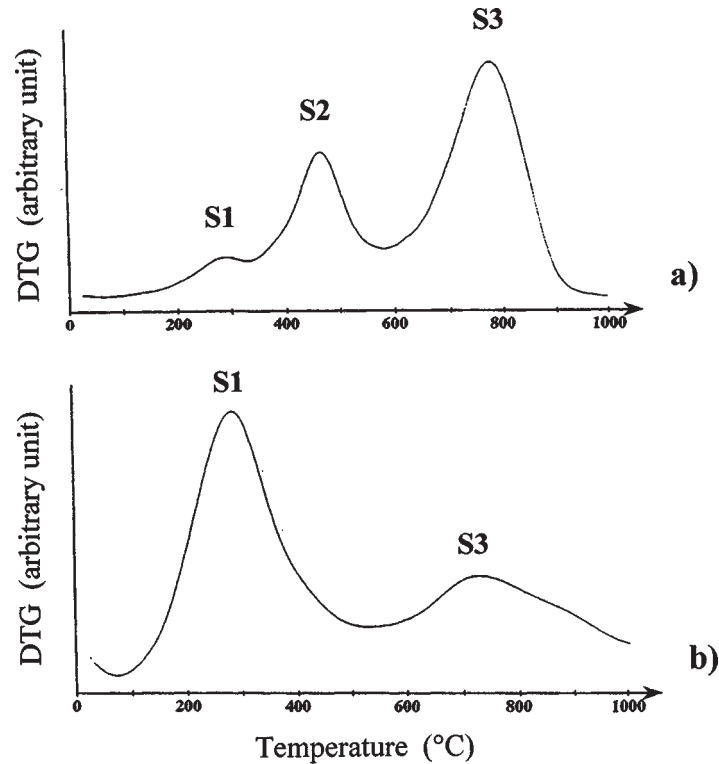 S3
S2
S1
DTG (arbitrary unit)
a)
0 200 400 600 800 1000
S1
S3
DTG (arbitrary unit)
b)
0 200 400 600 800 1000
Temperature (°C)